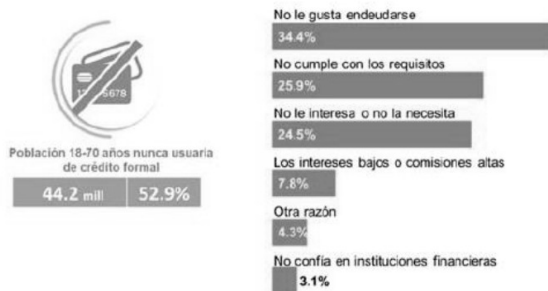 5678
Población 18-70 años nunca usuaria
de crédito formal
44.2 mill 52.9%
No le gusta endeudarse
34.4%
No cumple con los requisitos
25.9%
No le interesa o no la necesita
24.5%
Los intereses bajos o comisiones altas
7.8%
Otra razón
4.3%
No confía en instituciones financieras
3.1%